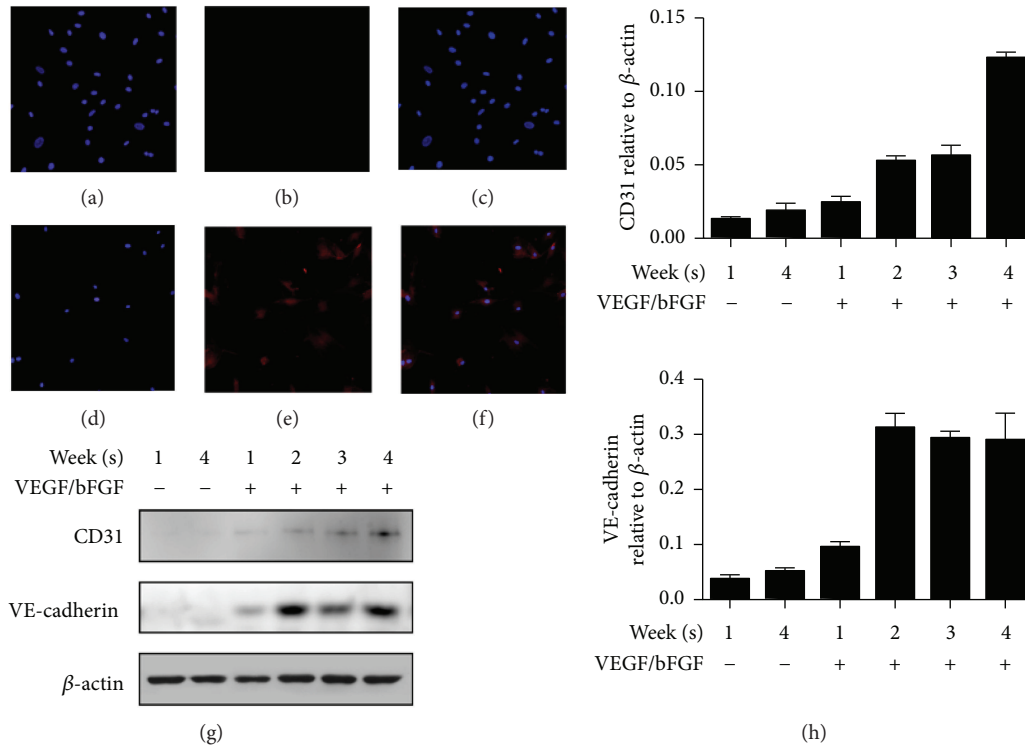 (a) (b) (c)
(d) (e) (f)
Week (s) 1 4 1 2 3 4
VEGF/bFGF − − + + + +
CD31
VE-cadherin
β-actin
(g)
CD31 relative to β-actin
0.15
0.10
0.05
0.00
Week (s) 1 4 1 2 3 4
VEGF/bFGF − − + + + +
VE-cadherin
relative to β-actin
0.4
0.3
0.2
0.1
0.0
Week (s) 1 4 1 2 3 4
VEGF/bFGF − − + + + +
(h)